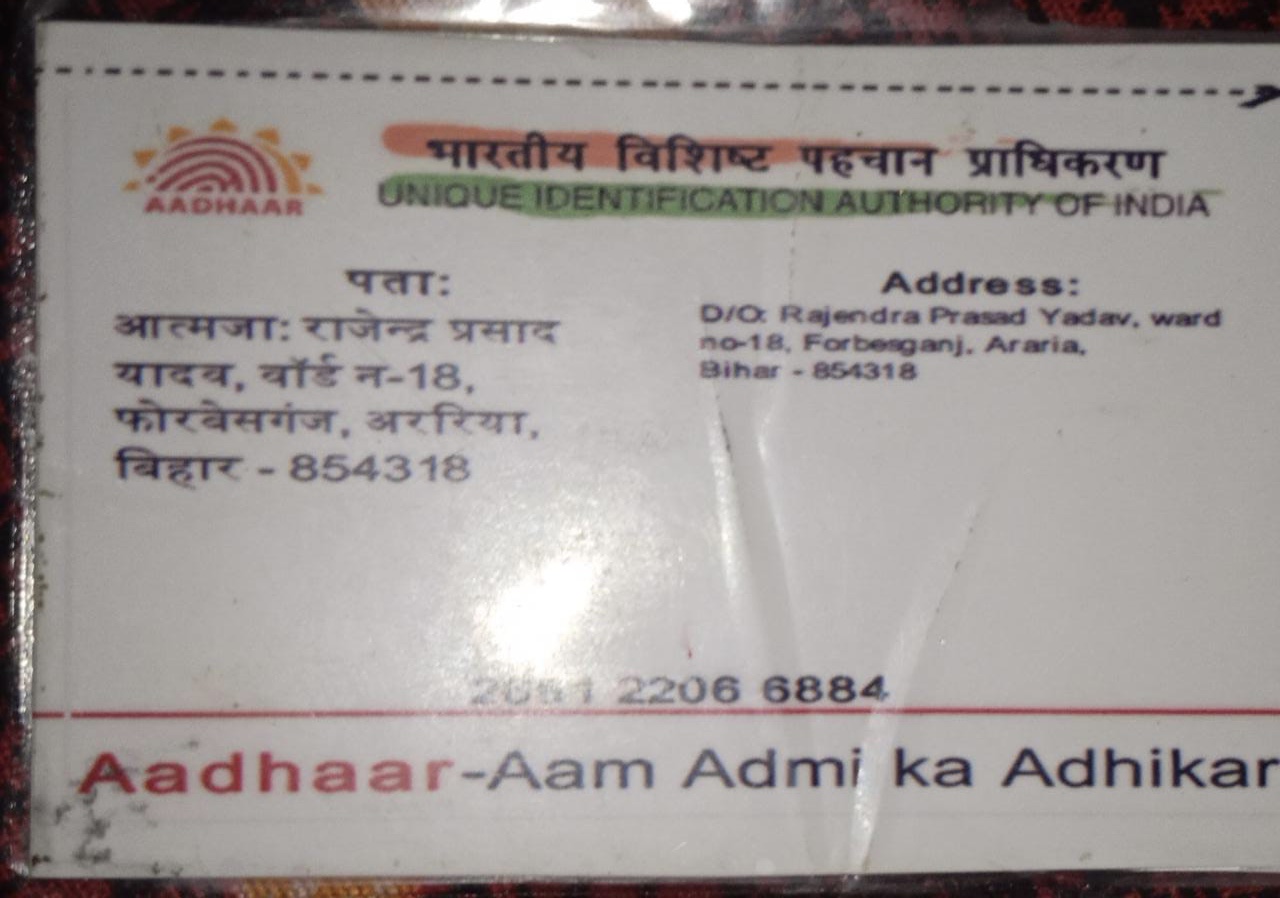 भारतीय विशिष्ट पहचान प्राधिकरण
UNIQUE IDENTIFICATION AUTHORITY OF INDIA
AADHAAR
पता:
आत्मजा: राजेन्द्र प्रसाद
यादव, वॉर्ड न-18,
फोरबेसगंज, अररिया,
बिहार - 854318
Address:
D/O: Rajendra Prasad Yadav, ward
no-18, Forbesganj, Araria,
Bihar - 854318
2206 6884
Aadhaar-Aam Admi ka Adhikar